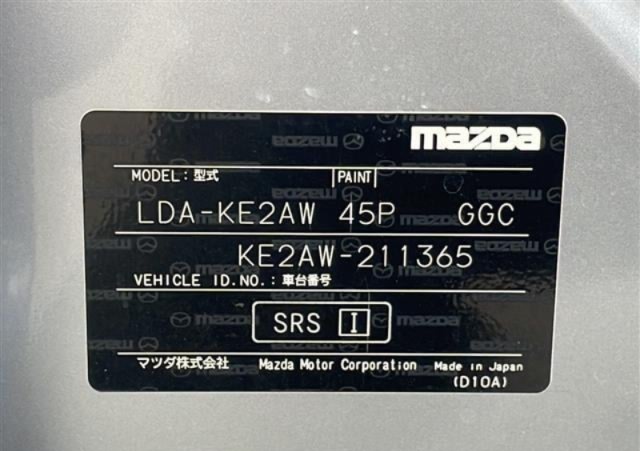 mazda
MODEL:型式 PAINT
LDA-KE2AW 45P GGC
KE2AW-211365
VEHICLE ID.NO.:車台番号
SRS I
マツダ株式会社 Mazda Motor Corporation Made in Japan
(D10A)